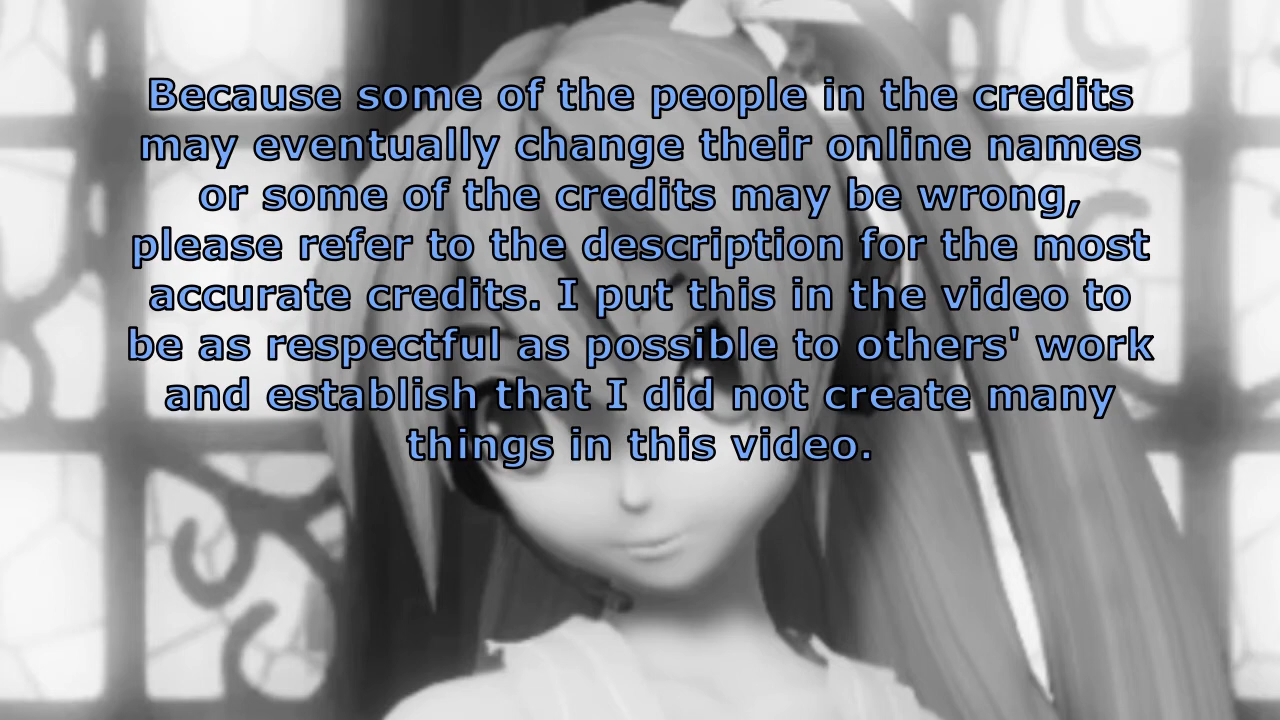 Because some of the people in the credits
may eventually change their online names
or some of the credits may be wrong,
please refer to the description for the most
accurate credits. I put this in the video to
be as respectful as possible to others' work
and establish that I did not create many
things in this video.